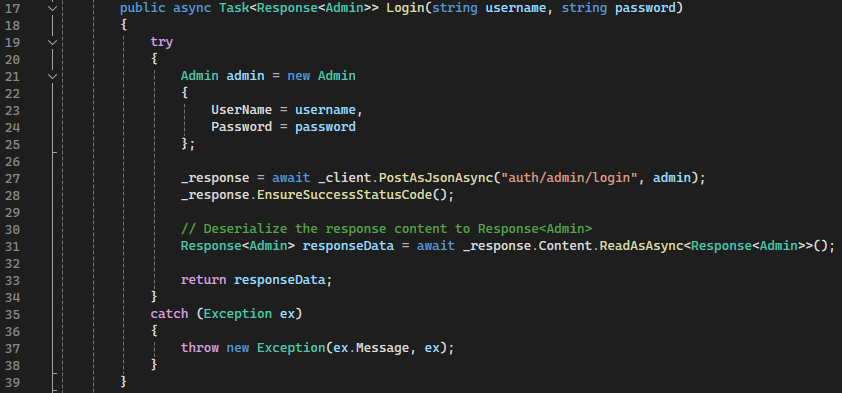 17 public async Task<Response<Admin>> Login(string username, string password)
18 {
19 try
20 {
21 Admin admin = new Admin
22 {
23 UserName = username,
24 Password = password
25 };
26
27 _response = await _client.PostAsJsonAsync("auth/admin/login", admin);
28 _response.EnsureSuccessStatusCode();
29
30 // Deserialize the response content to Response<Admin>
31 Response<Admin> responseData = await _response.Content.ReadAsAsync<Response<Admin>>();
32
33 return responseData;
34 }
35 catch (Exception ex)
36 {
37 throw new Exception(ex.Message, ex);
38 }
39 }